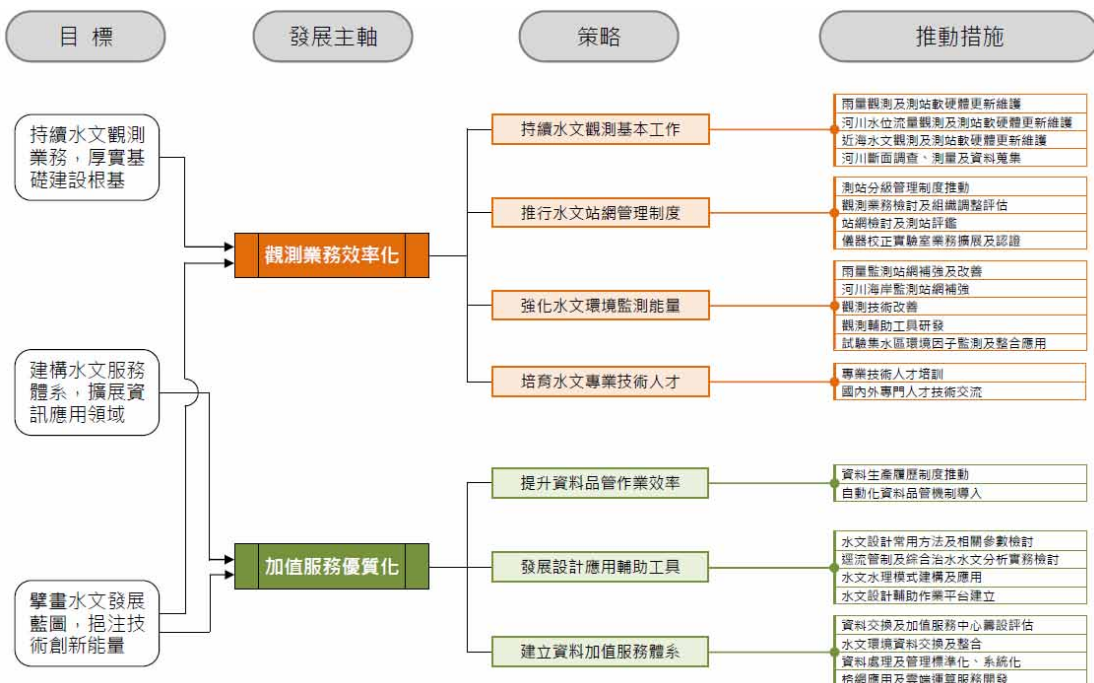 目 標
發展主軸
策略
推動措施
持續水文觀測
業務，厚實基
礎建設根基
建構水文服務
體系，擴展資
訊應用領域
擘畫水文發展
藍圖，挹注技
術創新能量
觀測業務效率化
加值服務優質化
持續水文觀測基本工作
雨量觀測及測站軟硬體更新維護
河川水位流量觀測及測站軟硬體更新維護
近海水文觀測及測站軟硬體更新維護
河川斷面調查、測量及資料蒐集
推行水文站網管理制度
測站分級管理制度推動
觀測業務檢討及組織調整評估
站網檢討及測站評鑑
儀器校正實驗室業務擴展及認證
強化水文環境監測能量
雨量監測站網補強及改善
河川海岸監測站網補強
觀測技術改善
觀測輔助工具研發
試驗集水區環境因子監測及整合應用
培育水文專業技術人才
專業技術人才培訓
國內外專門人才技術交流
提升資料品管作業效率
資料生產履歷制度推動
自動化資料品管機制導入
發展設計應用輔助工具
水文設計常用方法及相關參數檢討
逕流管制及綜合治水水文分析實務檢討
水文水理模式建構及應用
水文設計輔助作業平台建立
建立資料加值服務體系
資料交換及加值服務中心籌設評估
水文環境資料交換及整合
資料處理及管理標準化、系統化
格網應用及雲端運算服務開發